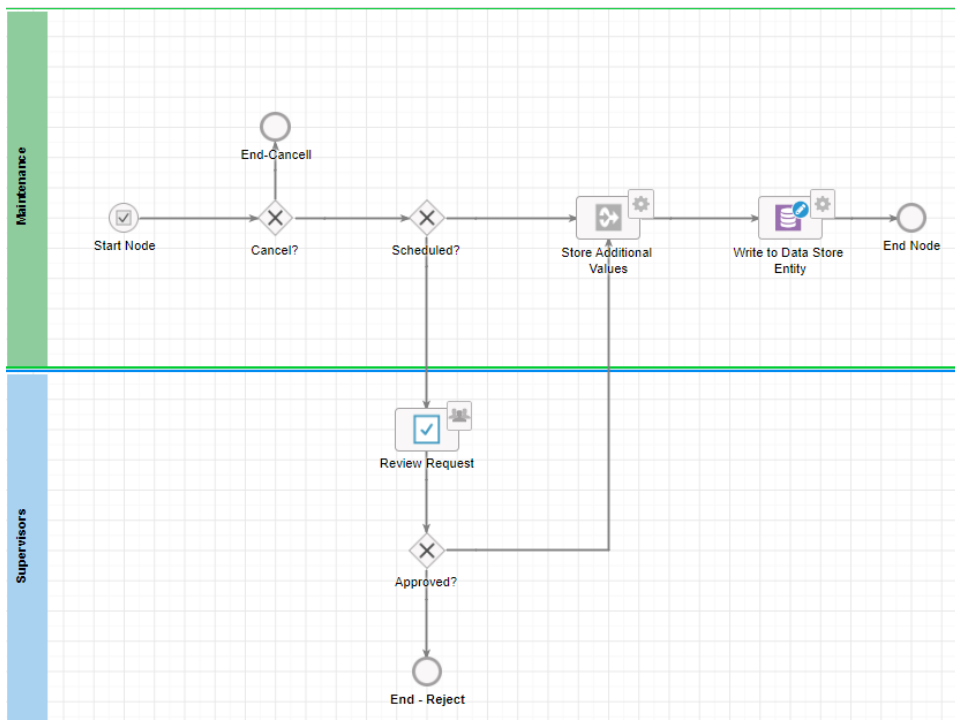 Maintenance
End-Cancell
Start Node
Cancel?
Scheduled?
Store Additional
Values
Write to Data Store
Entity
End Node
Supervisors
Review Request
Approved?
End - Reject